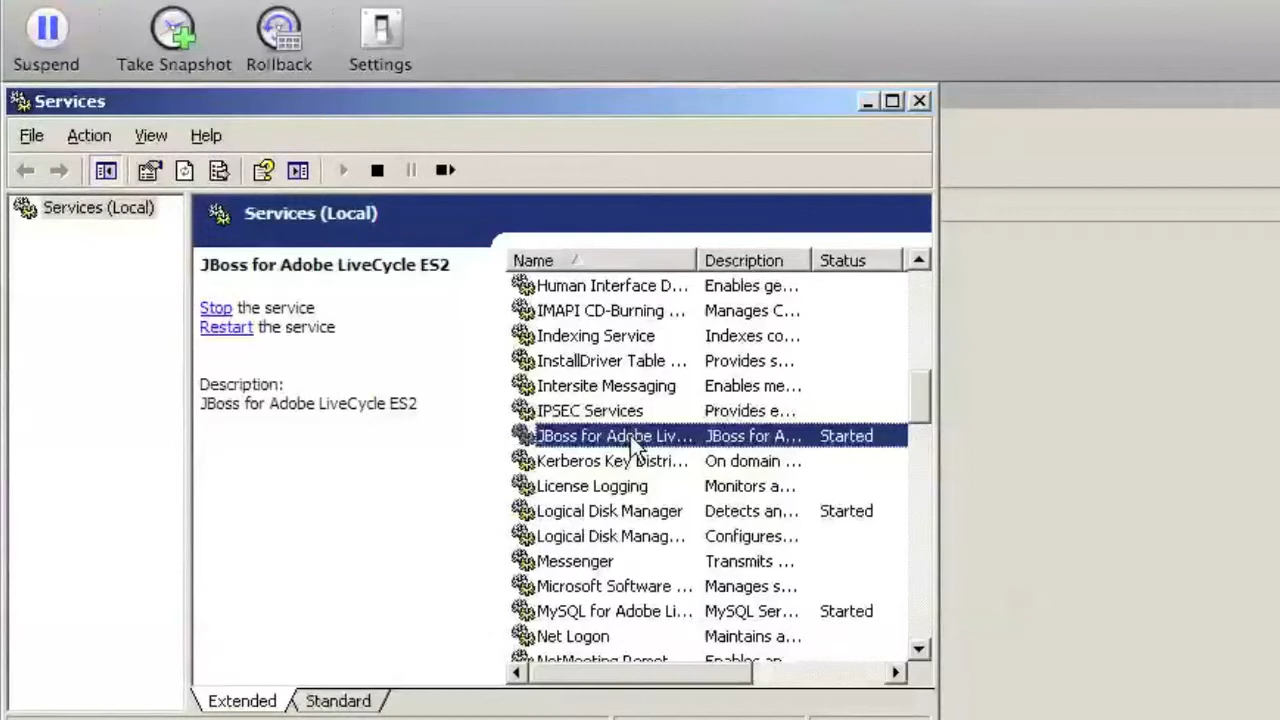 Suspend
Take Snapshot
Rollback
Settings
Services
File Action View Help
Services (Local)
Services (Local)
JBoss for Adobe LiveCycle ES2
Stop the service
Restart the service
Description:
JBoss for Adobe LiveCycle ES2
Name Description Status
Human Interface D... Enables ge...
IMAPI CD-Burning ... Manages C...
Indexing Service Indexes co...
InstallDriver Table ... Provides s...
Intersite Messaging Enables me...
IPSEC Services Provides e...
JBoss for Adobe Liv... JBoss for A... Started
Kerberos Key Distri... On domain ...
License Logging Monitors a...
Logical Disk Manager Detects an... Started
Logical Disk Manag... Configures...
Messenger Transmits ...
Microsoft Software ... Manages s...
MySQL for Adobe Li... MySQL Ser... Started
Net Logon Maintains a...
NetMeeting Remot... Enables an...
Extended Standard